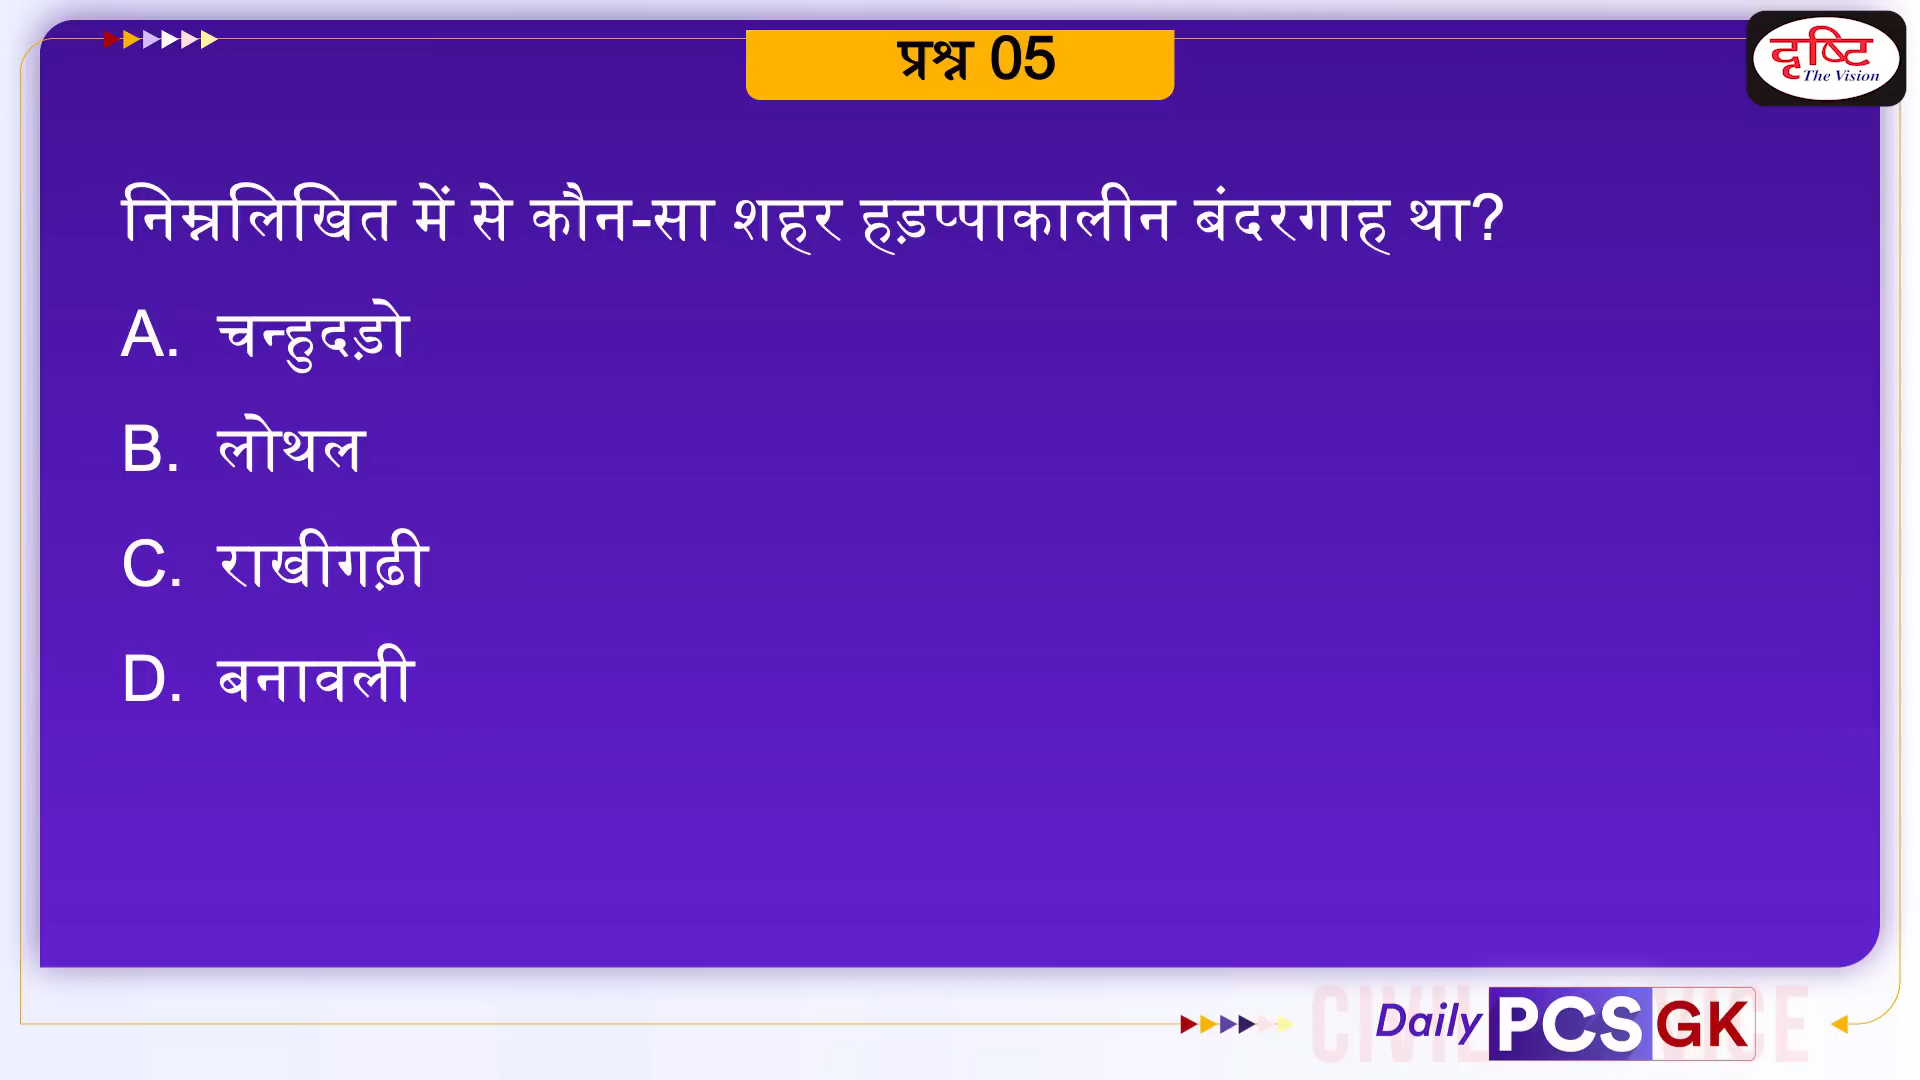 प्रश्न 05
दृष्टि
The Vision
निम्नलिखित में से कौन-सा शहर हड़प्पाकालीन बंदरगाह था?
A. चन्हुदड़ो
B. लोथल
C. राखीगढ़ी
D. बनावली
Daily PCS GK